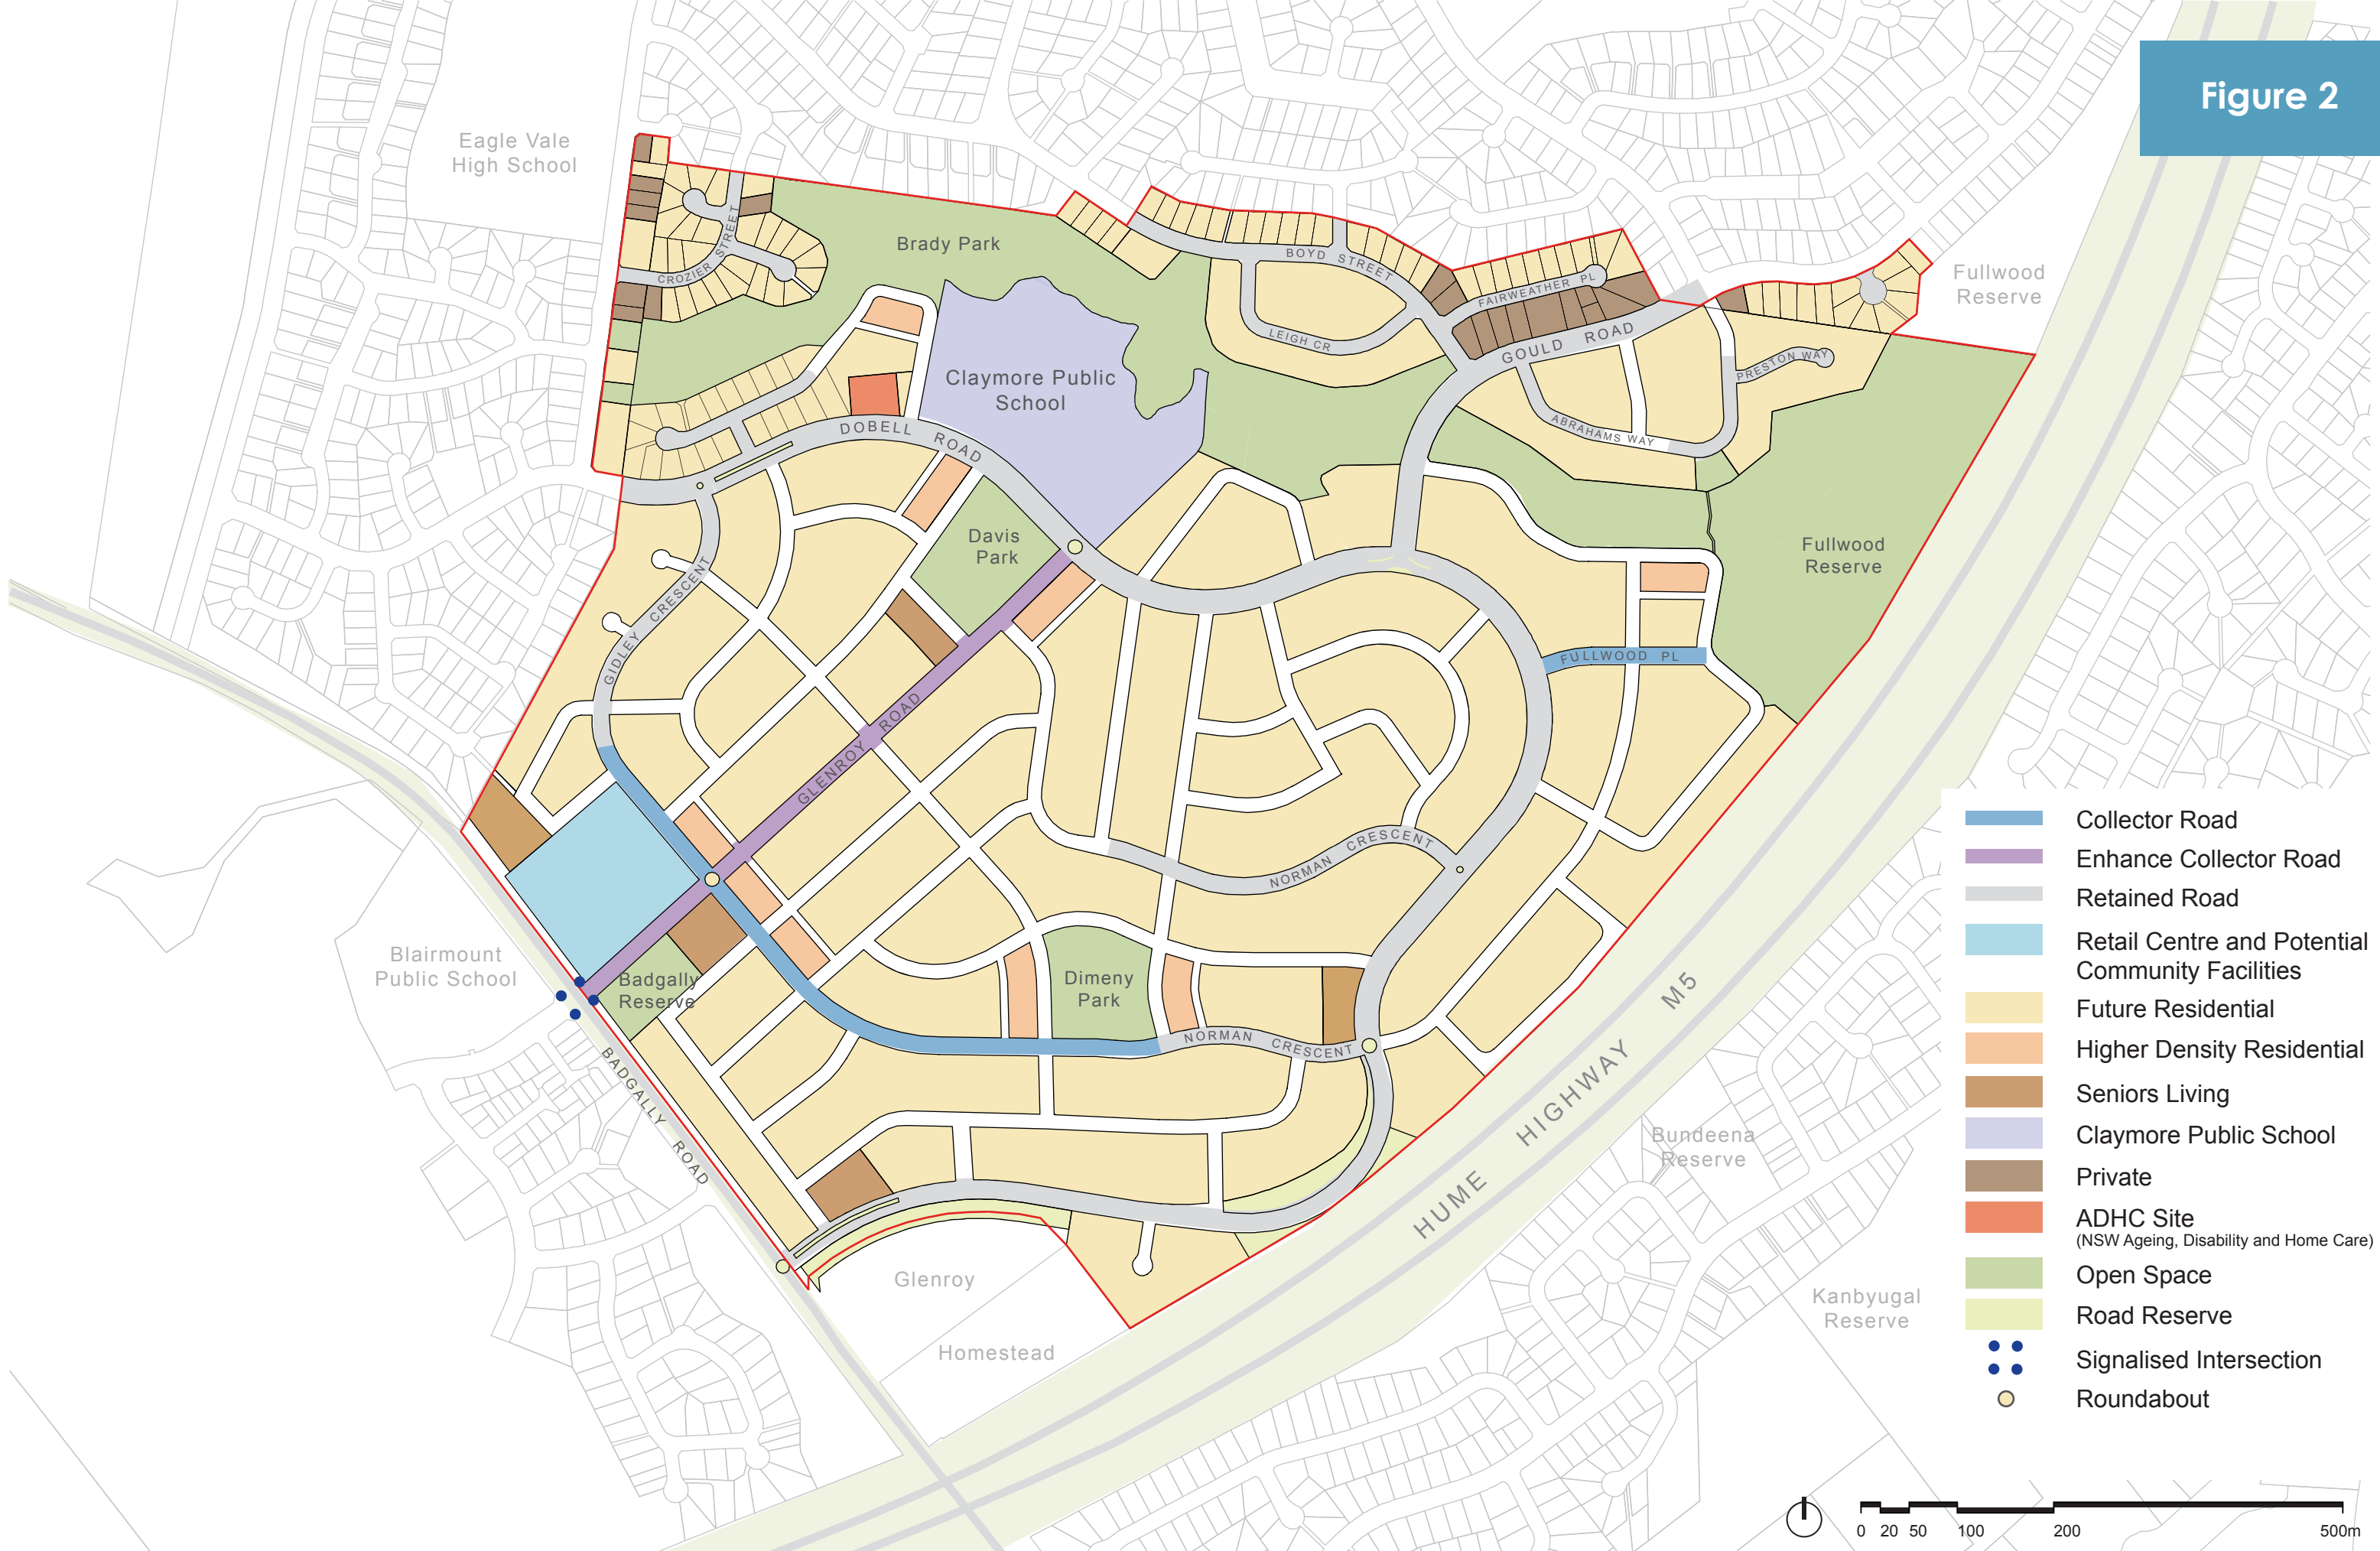 Figure 2
Eagle Vale
High School
Brady Park
CROZIER STREET
BOYD STREET
FAIRWEATHER PL
LEIGH CR
GOULD ROAD
PRESTON WAY
ABRAHAMS WAY
Fullwood
Reserve
Claymore Public
School
DOBELL ROAD
Davis
Park
Fullwood
Reserve
GIDLEY CRESCENT
FULLWOOD PL
GLENROY ROAD
NORMAN CRESCENT
Blairmount
Public School
Badgally
Reserve
Dimeny
Park
NORMAN CRESCENT
BADGALLY ROAD
HUME HIGHWAY M5
Bundeena
Reserve
Glenroy
Homestead
Kanbyugal
Reserve
Collector Road
Enhance Collector Road
Retained Road
Retail Centre and Potential
Community Facilities
Future Residential
Higher Density Residential
Seniors Living
Claymore Public School
Private
ADHC Site
(NSW Ageing, Disability and Home Care)
Open Space
Road Reserve
Signalised Intersection
Roundabout
0 20 50 100 200 500m